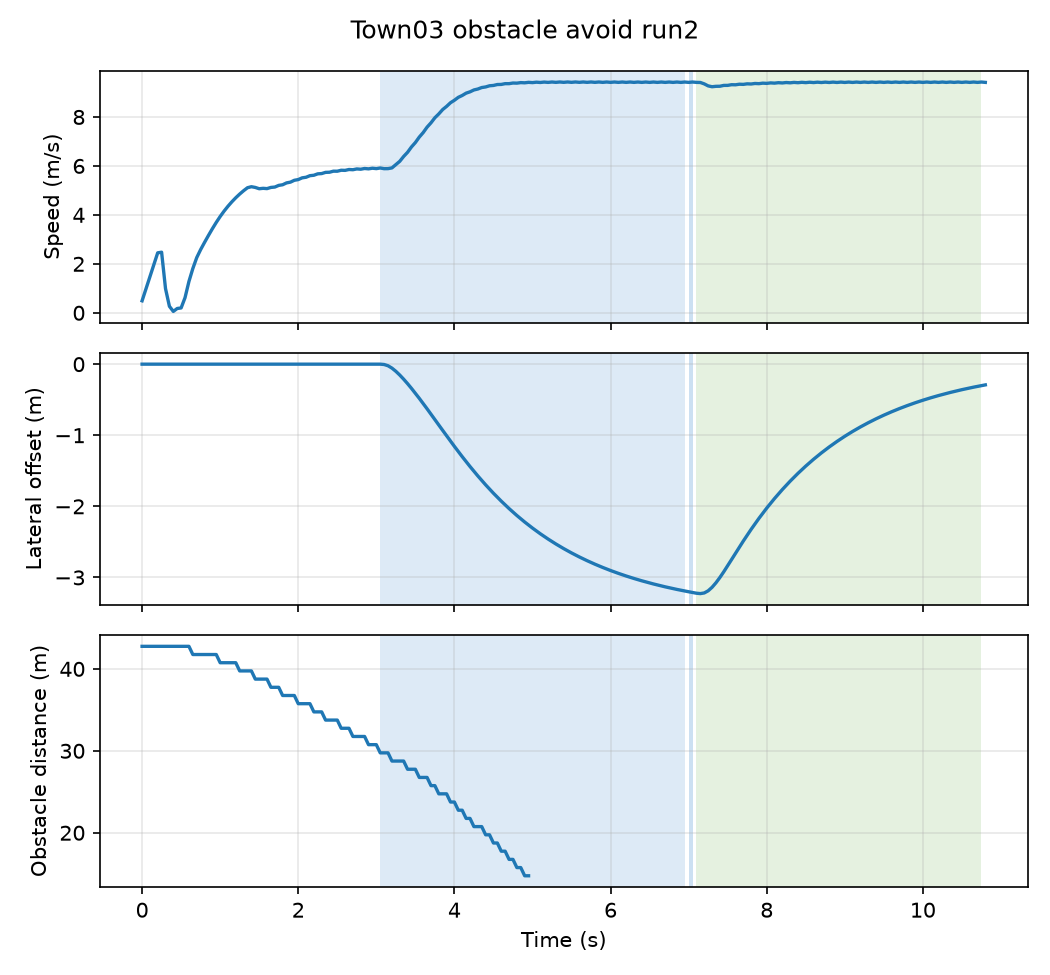 Town03 obstacle avoid run2
Speed (m/s)
8
6
4
2
0
Lateral offset (m)
0
−1
−2
−3
Obstacle distance (m)
40
30
20
0 2 4 6 8 10
Time (s)